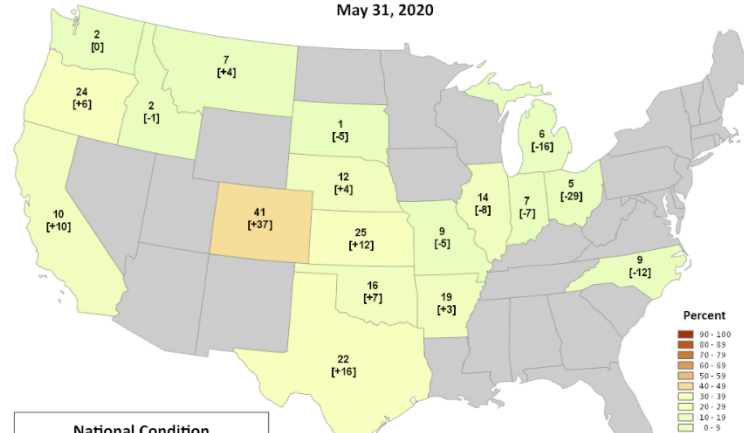 May 31, 2020
2
[0]
7
[+4]
24
[+6]
2
[-1]
1
[-5]
6
[-16]
12
[+4]
5
[-29]
14
[-8]
7
[-7]
41
[+37]
10
[+10]
9
[-5]
25
[+12]
9
[-12]
16
[+7]
19
[+3]
22
[+16]
Percent
90 - 100
80 - 89
70 - 79
60 - 69
50 - 59
40 - 49
30 - 39
20 - 29
10 - 19
0 - 9
National Condition